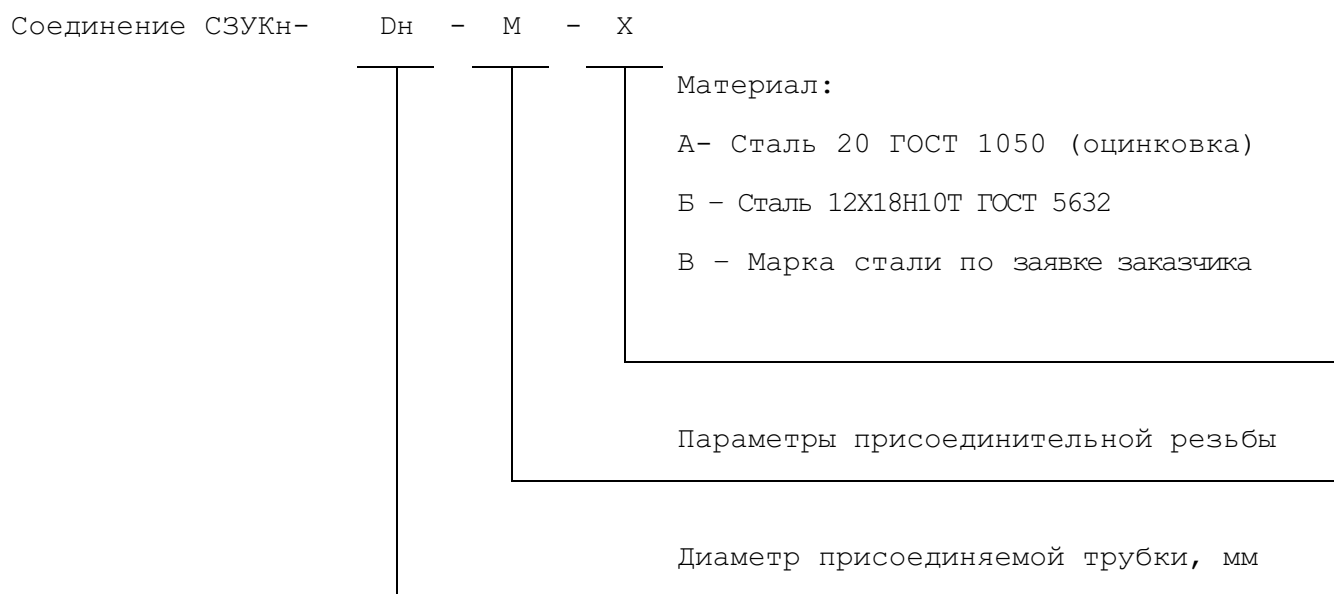 Соединение СЗУКн- Dн - М - Х
Материал:
А- Сталь 20 ГОСТ 1050 (оцинковка)
Б – Сталь 12Х18Н10Т ГОСТ 5632
В – Марка стали по заявке заказчика
Параметры присоединительной резьбы
Диаметр присоединяемой трубки, мм